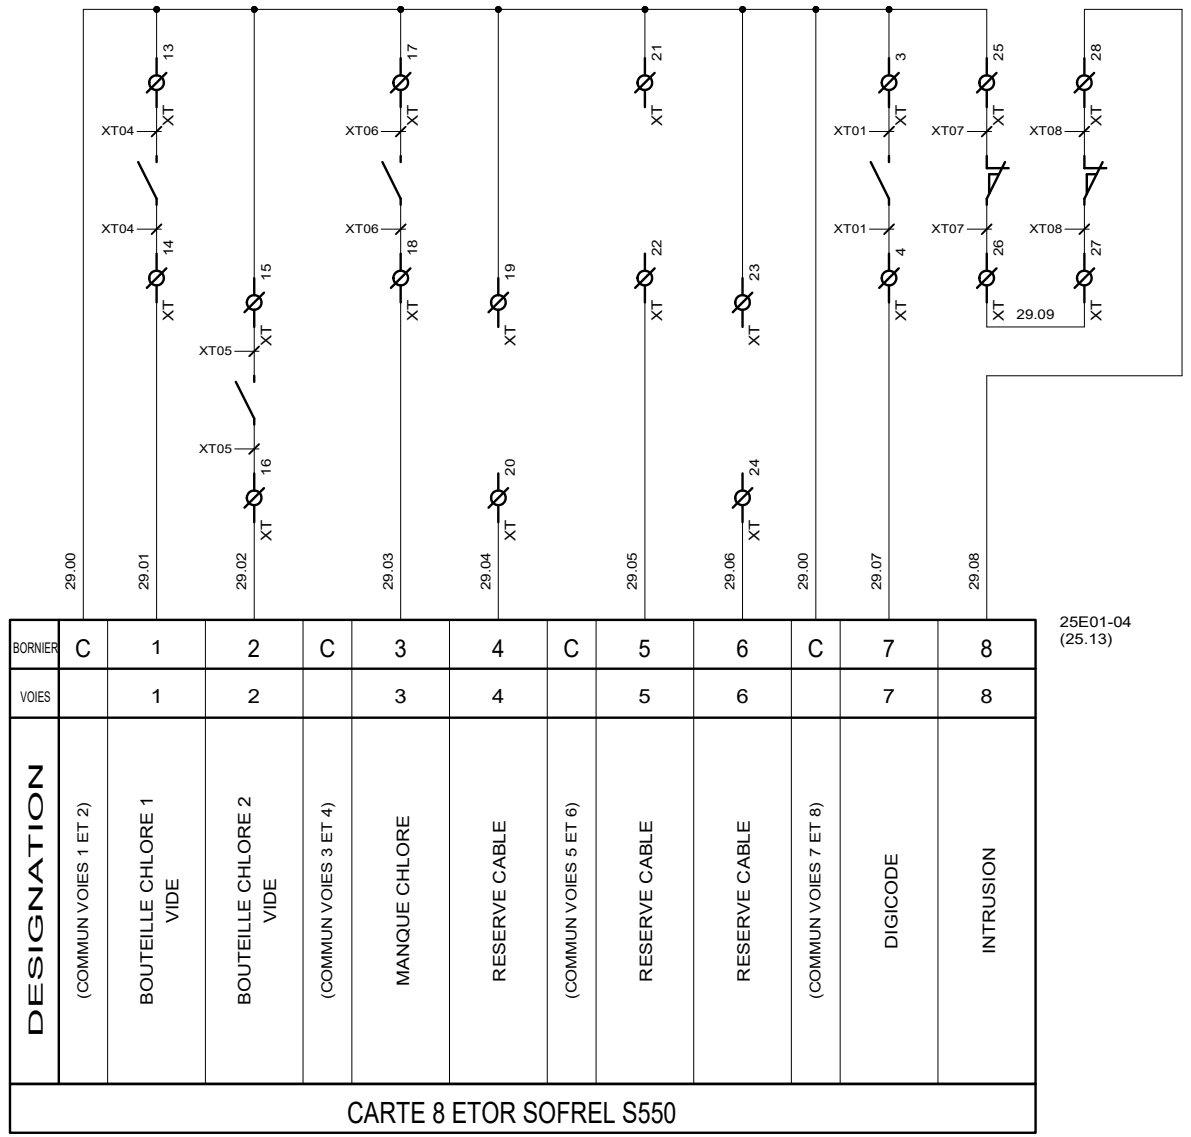 13
17
21
3
25
28
XT
XT
XT
XT
XT
XT
XT04
XT06
XT01
XT07
XT08
XT04
XT06
XT01
XT07
XT08
14
15
18
19
22
23
4
26
27
XT
XT
XT
XT
XT
XT
XT
XT
XT
29.09
XT05
XT05
16
20
24
XT
XT
XT
29.00
29.01
29.02
29.03
29.04
29.05
29.06
29.00
29.07
29.08
25E01-04
(25.13)
BORNIER C 1 2 C 3 4 C 5 6 C 7 8
VOIES 1 2 3 4 5 6 7 8
DESIGNATION
(COMMUN VOIES 1 ET 2)
BOUTEILLE CHLORE 1
VIDE
BOUTEILLE CHLORE 2
VIDE
(COMMUN VOIES 3 ET 4)
MANQUE CHLORE
RESERVE CABLE
(COMMUN VOIES 5 ET 6)
RESERVE CABLE
RESERVE CABLE
(COMMUN VOIES 7 ET 8)
DIGICODE
INTRUSION
CARTE 8 ETOR SOFREL S550